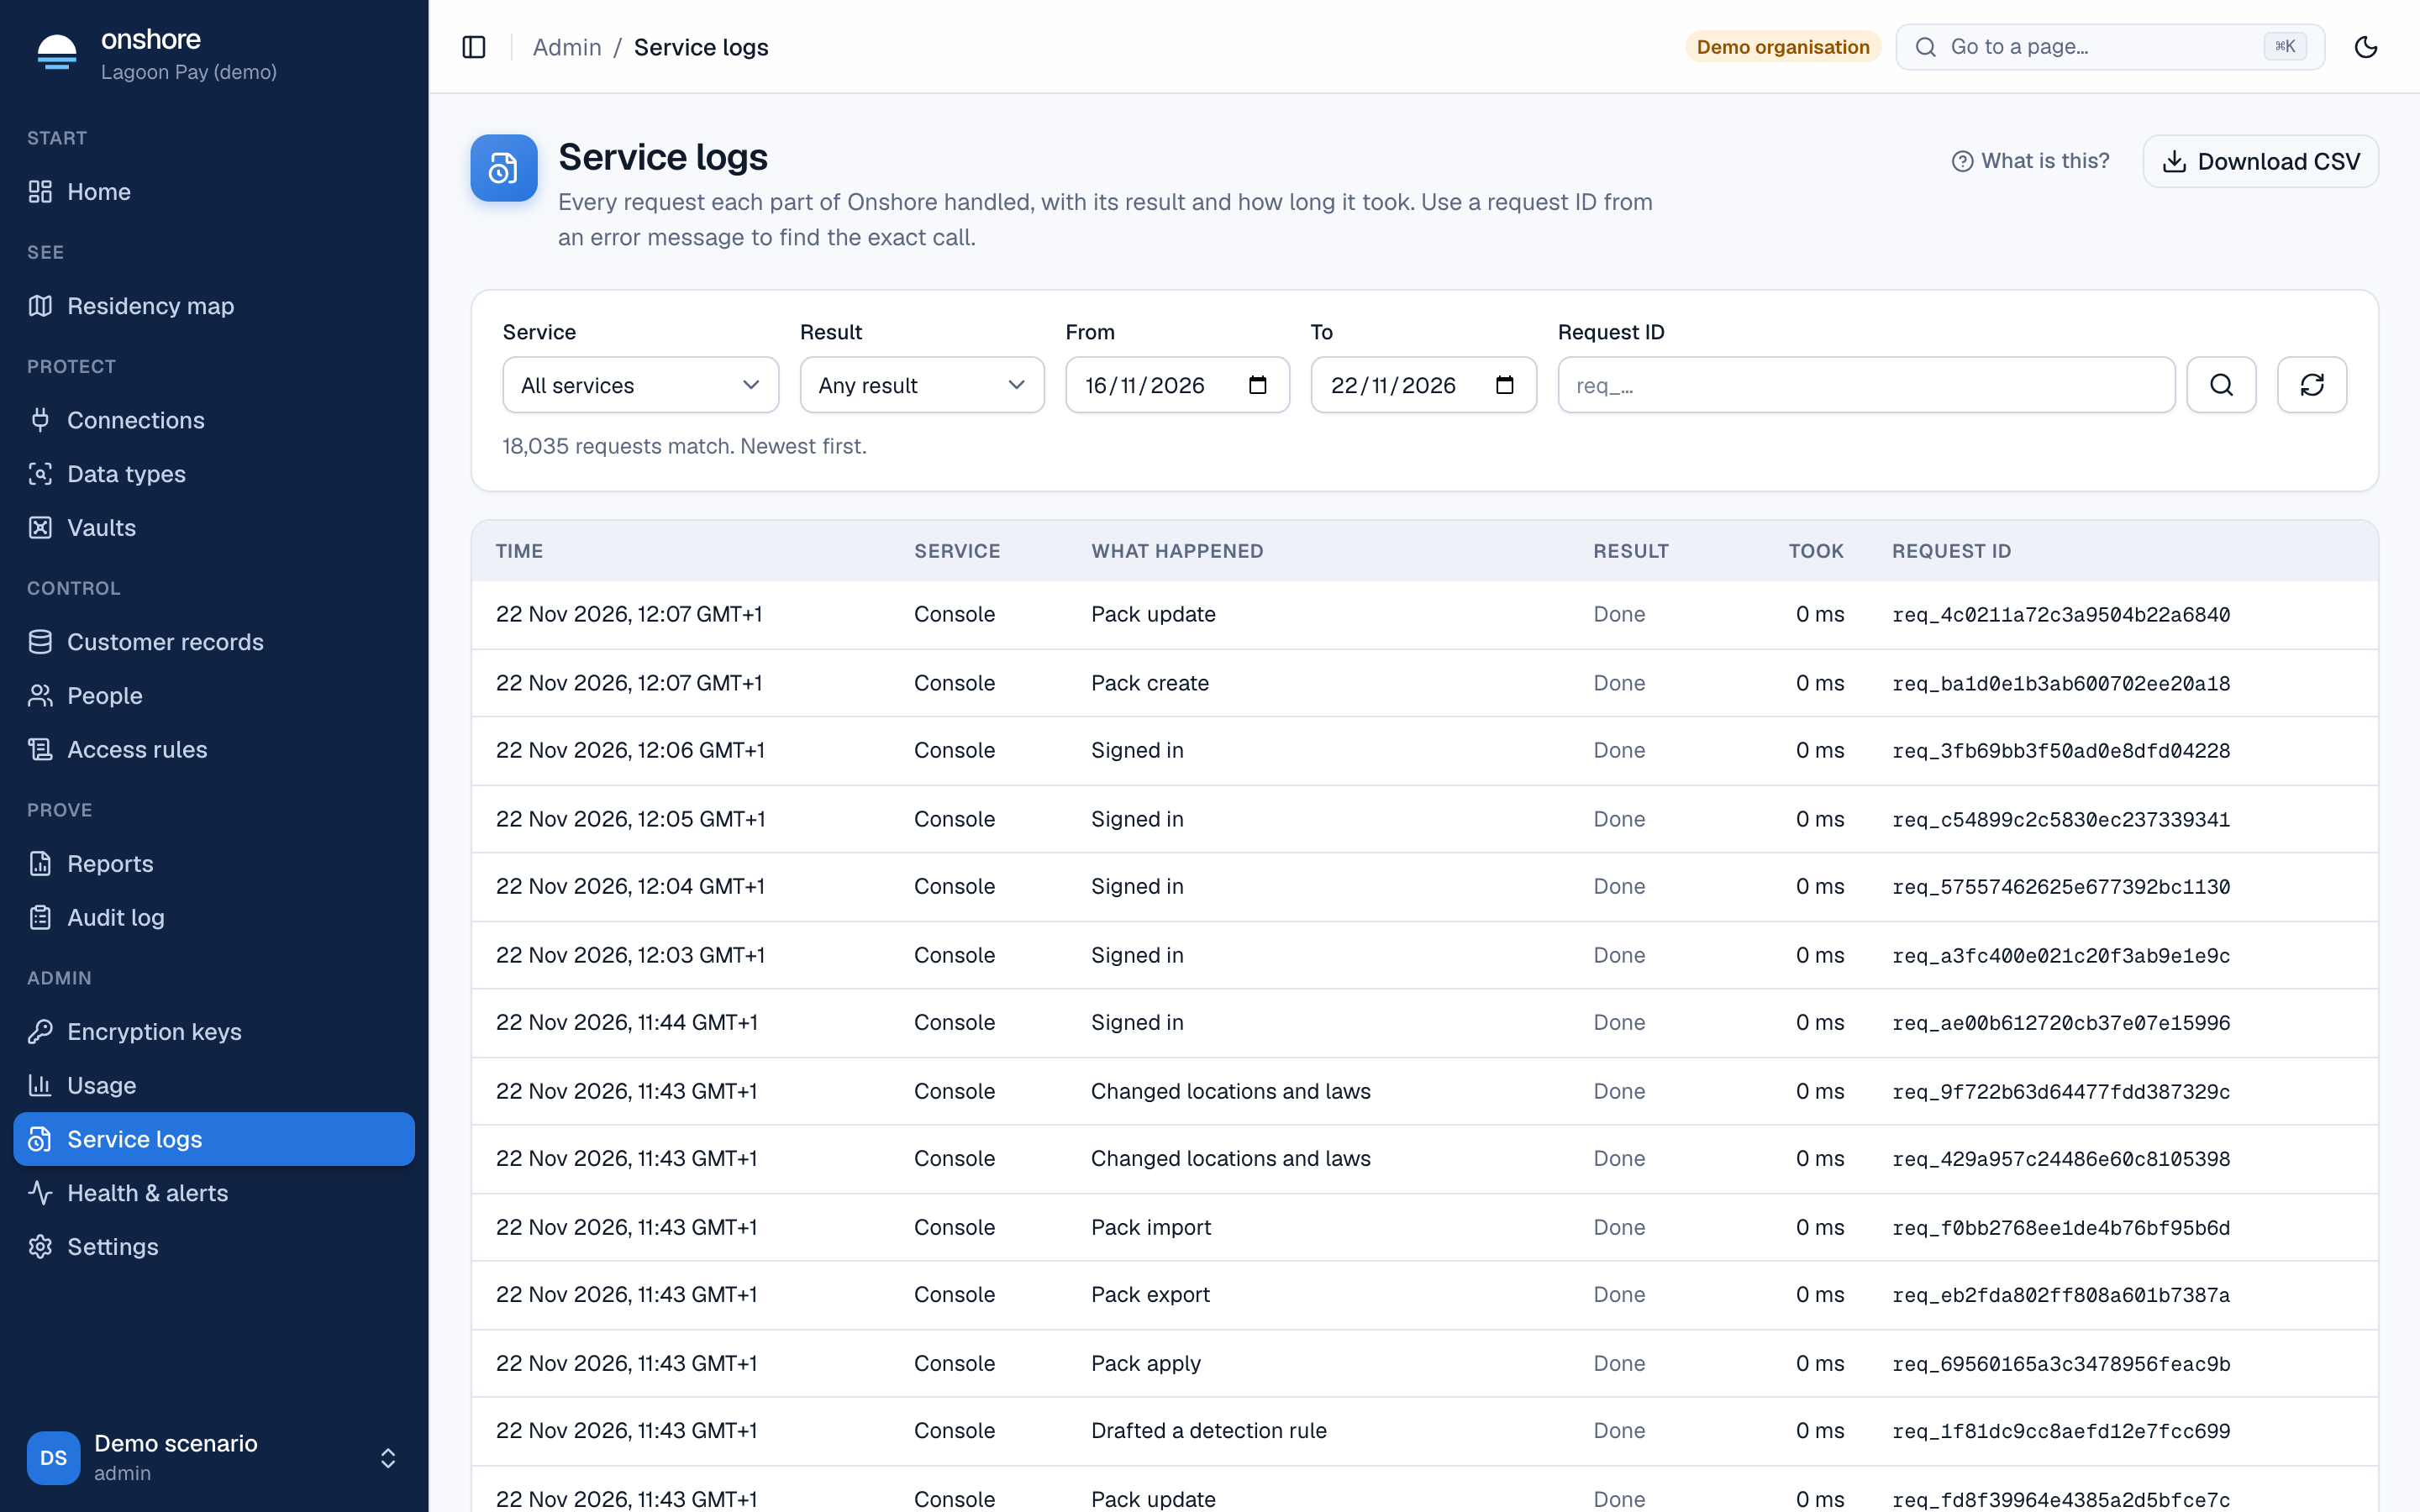 onshore
Lagoon Pay (demo)
START
Home
SEE
Residency map
PROTECT
Connections
Data types
Vaults
CONTROL
Customer records
People
Access rules
PROVE
Reports
Audit log
ADMIN
Encryption keys
Usage
Service logs
Health & alerts
Settings
DS
Demo scenario
admin
Admin / Service logs
Demo organisation
Go to a page...
⌘K
Service logs
Every request each part of Onshore handled, with its result and how long it took. Use a request ID from
an error message to find the exact call.
What is this?
Download CSV
Service Result From To Request ID
All services Any result 16/11/2026 22/11/2026 req_...
18,035 requests match. Newest first.
TIME SERVICE WHAT HAPPENED RESULT TOOK REQUEST ID
22 Nov 2026, 12:07 GMT+1 Console Pack update Done 0 ms req_4c0211a72c3a9504b22a6840
22 Nov 2026, 12:07 GMT+1 Console Pack create Done 0 ms req_ba1d0e1b3ab600702ee20a18
22 Nov 2026, 12:06 GMT+1 Console Signed in Done 0 ms req_3fb69bb3f50ad0e8dfd04228
22 Nov 2026, 12:05 GMT+1 Console Signed in Done 0 ms req_c54899c2c5830ec237339341
22 Nov 2026, 12:04 GMT+1 Console Signed in Done 0 ms req_57557462625e677392bc1130
22 Nov 2026, 12:03 GMT+1 Console Signed in Done 0 ms req_a3fc400e021c20f3ab9e1e9c
22 Nov 2026, 11:44 GMT+1 Console Signed in Done 0 ms req_ae00b612720cb37e07e15996
22 Nov 2026, 11:43 GMT+1 Console Changed locations and laws Done 0 ms req_9f722b63d64477fdd387329c
22 Nov 2026, 11:43 GMT+1 Console Changed locations and laws Done 0 ms req_429a957c24486e60c8105398
22 Nov 2026, 11:43 GMT+1 Console Pack import Done 0 ms req_f0bb2768ee1de4b76bf95b6d
22 Nov 2026, 11:43 GMT+1 Console Pack export Done 0 ms req_eb2fda802ff808a601b7387a
22 Nov 2026, 11:43 GMT+1 Console Pack apply Done 0 ms req_69560165a3c3478956feac9b
22 Nov 2026, 11:43 GMT+1 Console Drafted a detection rule Done 0 ms req_1f81dc9cc8aefd12e7fcc699
22 Nov 2026, 11:43 GMT+1 Console Pack update Done 0 ms req_fd8f39964e4385a2d5bfce7c